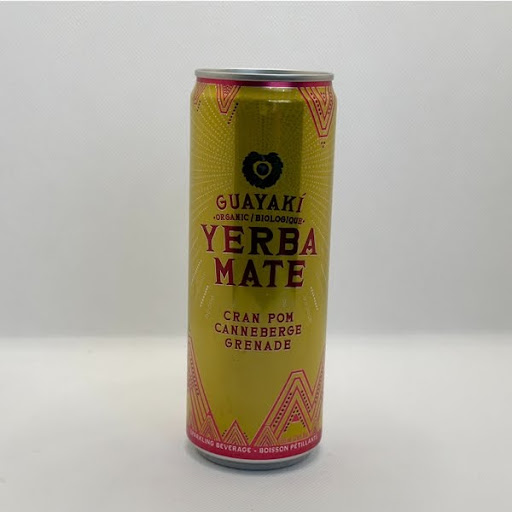 GUAYAKÍ
•ORGANIC / BIOLOGIQUE•
YERBA
MATE
CRAN POM
CANNEBERGE
GRENADE
SPARKLING BEVERAGE • BOISSON PÉTILLANTE